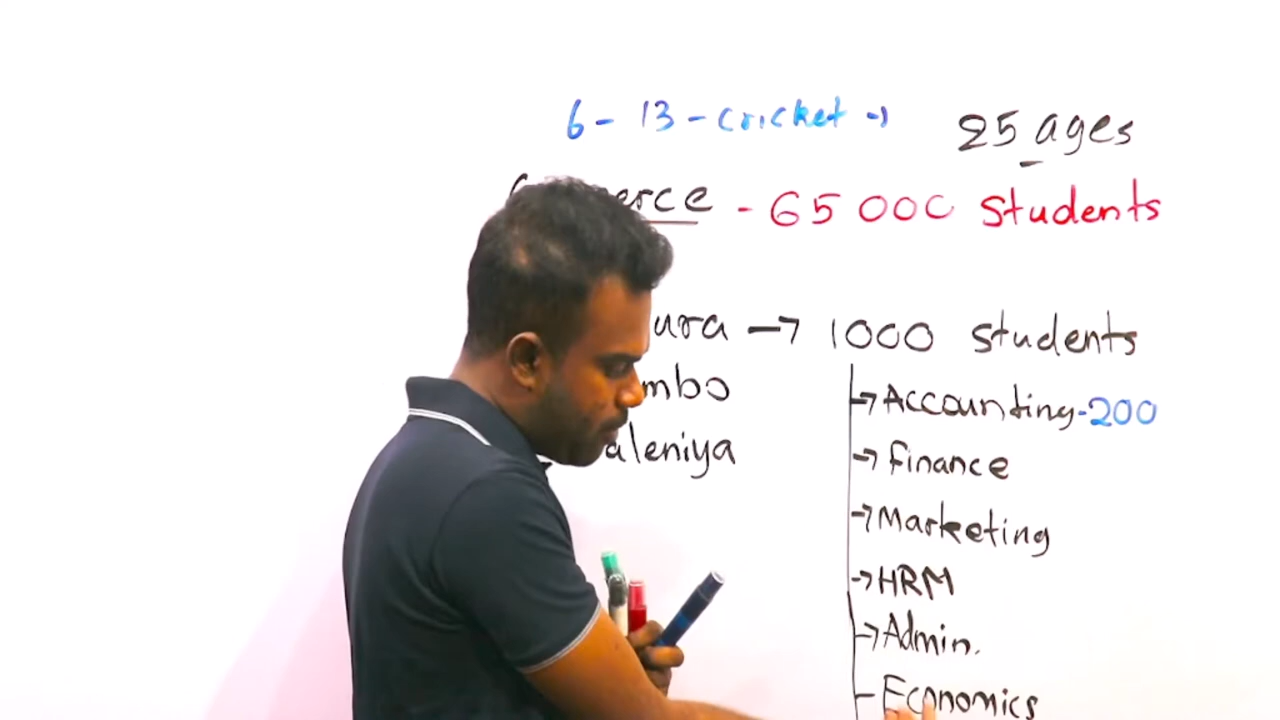 6 - 13 - cricket → 25 ages
erce - 65 000 Students
ura → 1000 students
mbo
→ Accounting - 200
aleniya
→ finance
→ Marketing
→ HRM
→ Admin.
- Economics